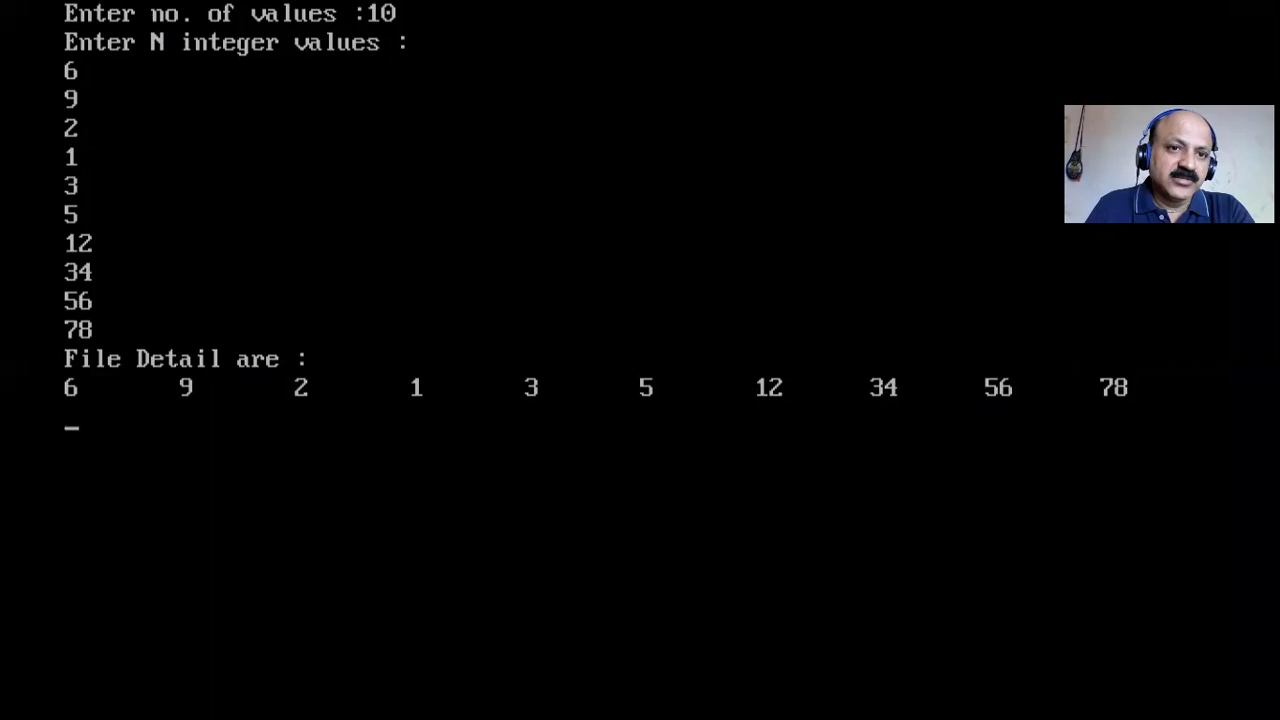 Enter no. of values :10
Enter N integer values :
6
9
2
1
3
5
12
34
56
78
File Detail are :
6 9 2 1 3 5 12 34 56 78